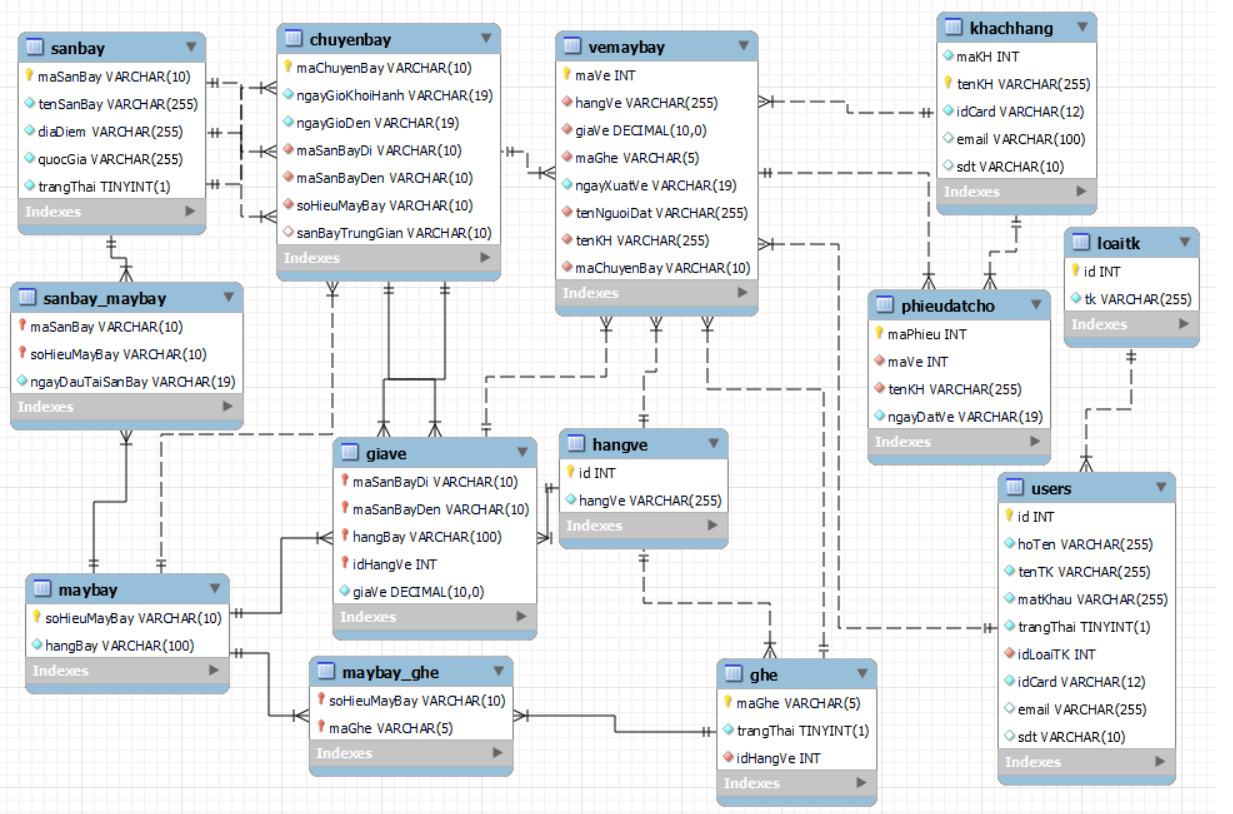 sanbay
maSanBay VARCHAR(10)
tenSanBay VARCHAR(255)
diaDiem VARCHAR(255)
quocGia VARCHAR(255)
trangThai TINYINT(1)
Indexes
chuyenbay
maChuyenBay VARCHAR(10)
ngayGioKhoiHanh VARCHAR(19)
ngayGioDen VARCHAR(19)
maSanBayDi VARCHAR(10)
maSanBayDen VARCHAR(10)
soHieuMayBay VARCHAR(10)
sanBayTrungGian VARCHAR(10)
Indexes
vemaybay
maVe INT
hangVe VARCHAR(255)
giaVe DECIMAL(10,0)
maGhe VARCHAR(5)
ngayXuatVe VARCHAR(19)
tenNguoiDat VARCHAR(255)
tenKH VARCHAR(255)
maChuyenBay VARCHAR(10)
Indexes
khachhang
maKH INT
tenKH VARCHAR(255)
idCard VARCHAR(12)
email VARCHAR(100)
sdt VARCHAR(10)
Indexes
loaitk
id INT
tk VARCHAR(255)
Indexes
sanbay_maybay
maSanBay VARCHAR(10)
soHieuMayBay VARCHAR(10)
ngayDauTaiSanBay VARCHAR(19)
Indexes
phieudatcho
maPhieu INT
maVe INT
tenKH VARCHAR(255)
ngayDatVe VARCHAR(19)
Indexes
giave
maSanBayDi VARCHAR(10)
maSanBayDen VARCHAR(10)
hangBay VARCHAR(100)
idHangVe INT
giaVe DECIMAL(10,0)
Indexes
hangve
id INT
hangVe VARCHAR(255)
Indexes
users
id INT
hoTen VARCHAR(255)
tenTK VARCHAR(255)
matKhau VARCHAR(255)
trangThai TINYINT(1)
idLoaiTK INT
idCard VARCHAR(12)
email VARCHAR(255)
sdt VARCHAR(10)
Indexes
maybay
soHieuMayBay VARCHAR(10)
hangBay VARCHAR(100)
Indexes
maybay_ghe
soHieuMayBay VARCHAR(10)
maGhe VARCHAR(5)
Indexes
ghe
maGhe VARCHAR(5)
trangThai TINYINT(1)
idHangVe INT
Indexes